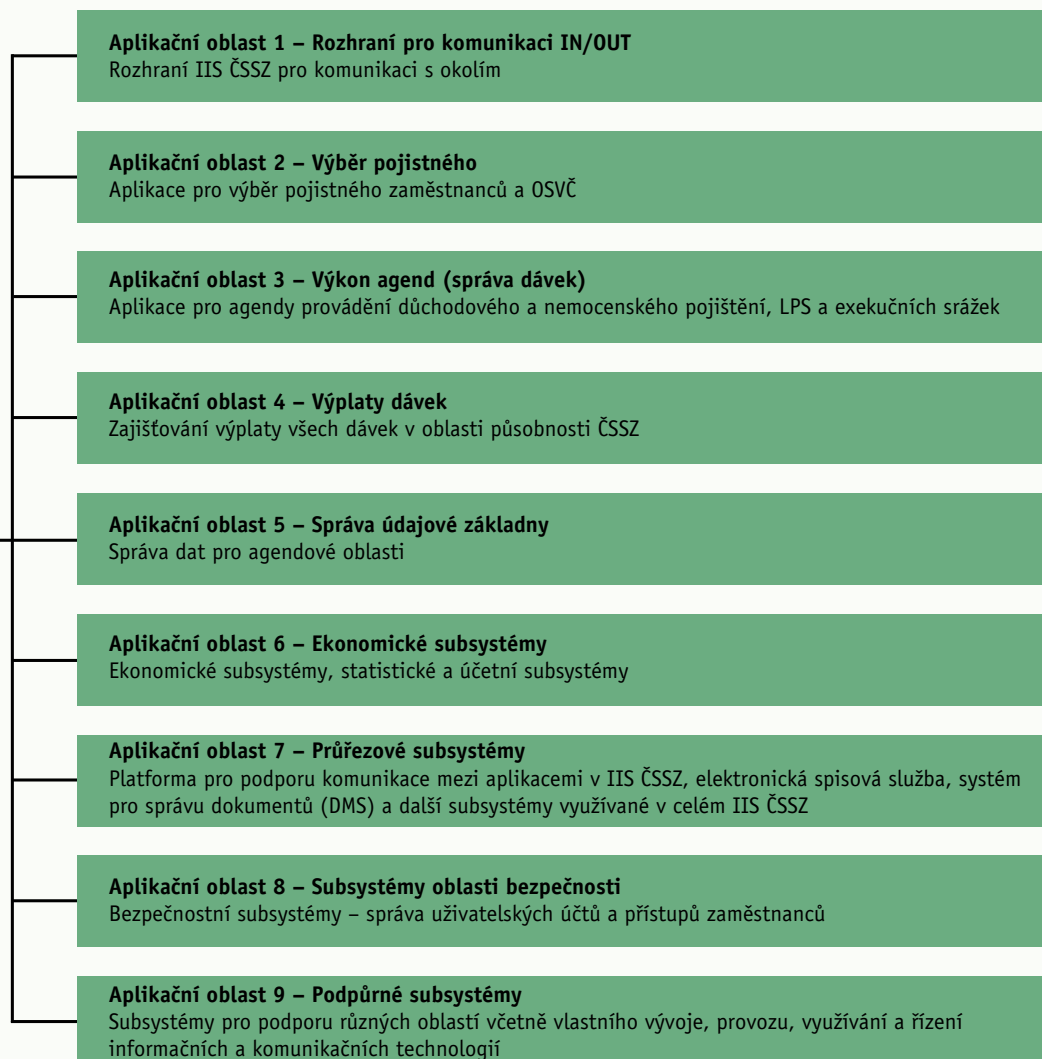 Aplikační oblast 1 – Rozhraní pro komunikaci IN/OUT
Rozhraní IIS ČSSZ pro komunikaci s okolím
Aplikační oblast 2 – Výběr pojistného
Aplikace pro výběr pojistného zaměstnanců a OSVČ
Aplikační oblast 3 – Výkon agend (správa dávek)
Aplikace pro agendy provádění důchodového a nemocenského pojištění, LPS a exekučních srážek
Aplikační oblast 4 – Výplaty dávek
Zajišťování výplaty všech dávek v oblasti působnosti ČSSZ
Aplikační oblast 5 – Správa údajové základny
Správa dat pro agendové oblasti
Aplikační oblast 6 – Ekonomické subsystémy
Ekonomické subsystémy, statistické a účetní subsystémy
Aplikační oblast 7 – Průřezové subsystémy
Platforma pro podporu komunikace mezi aplikacemi v IIS ČSSZ, elektronická spisová služba, systém
pro správu dokumentů (DMS) a další subsystémy využívané v celém IIS ČSSZ
Aplikační oblast 8 – Subsystémy oblasti bezpečnosti
Bezpečnostní subsystémy – správa uživatelských účtů a přístupů zaměstnanců
Aplikační oblast 9 – Podpůrné subsystémy
Subsystémy pro podporu různých oblastí včetně vlastního vývoje, provozu, využívání a řízení
informačních a komunikačních technologií